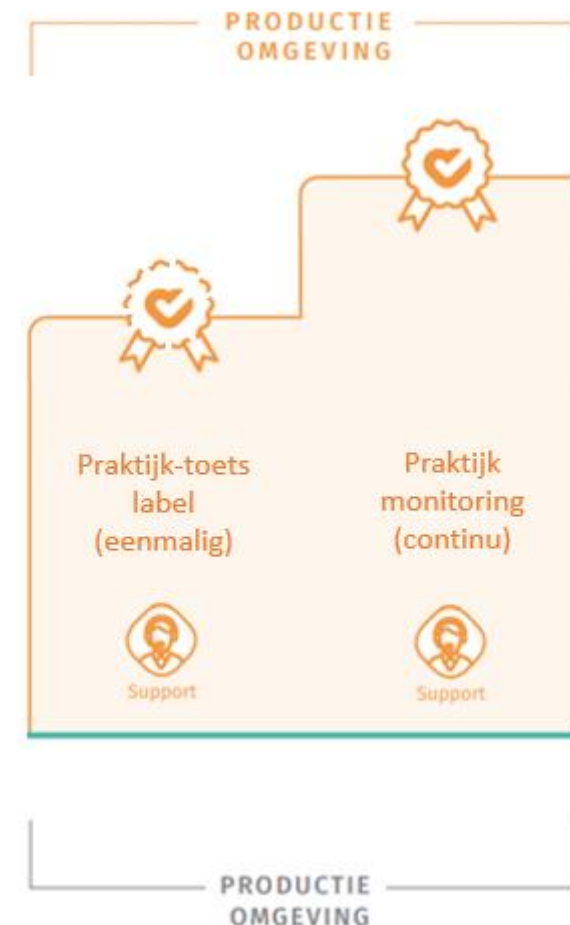 PRODUCTIE
OMGEVING
Praktijk-toets
label
(eenmalig)
Support
Praktijk
monitoring
(continu)
Support
PRODUCTIE
OMGEVING